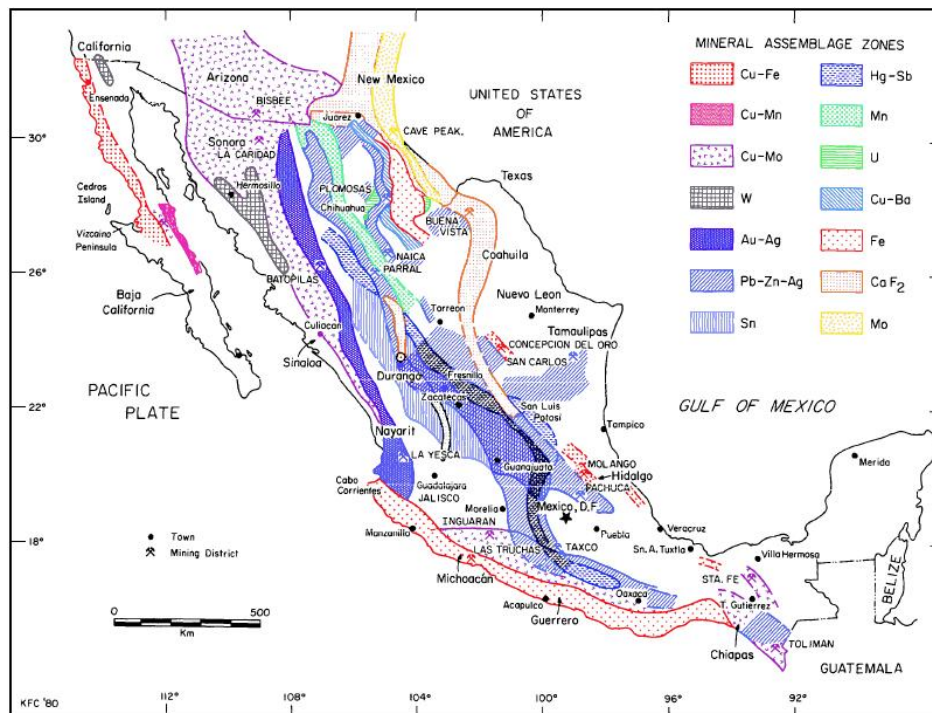 MINERAL ASSEMBLAGE ZONES
Cu-Fe
Cu-Mn
Cu-Mo
W
Au-Ag
Pb-Zn-Ag
Sn
Hg-Sb
Mn
U
Cu-Ba
Fe
CaF2
Mo
California
Ensenada
Arizona
BISBEE
New Mexico
Juarez
UNITED STATES
OF
AMERICA
CAVE PEAK.
30°
Sonora
LA CARIDAD
Texas
Hermosillo
PLOMOSAS
Chihuahua
BUENA
VISTA
Cedros
Island
Vizcaino
Peninsula
NAICA
PARRAL
Coahuila
26°
BATOPILAS
Baja
California
Nuevo Leon
Monterrey
Torreon
Tamaulipas
CONCEPCION DEL ORO
SAN CARLOS
Culiacan
Sinaloa
Durango
Fresnillo
Zacatecas
PACIFIC
PLATE
GULF OF MEXICO
22°
San Luis
Potosi
Tampico
Nayarit
LA YESCA
Guanajuato
MOLANGO
Hidalgo
PACHUCA
Merida
Cabo
Corrientes
Guadalajara
JALISCO
Morelia
Mexico, D.F.
INGUARAN
Manzanillo
Puebla
Veracruz
18°
Town
Mining District
LAS TRUCHAS
TAXCO
Sn. A. Tuxtla
Villa Hermosa
Michoacán
STA. FE
BELIZE
Oaxaca
T. Gutierrez
Acapulco
Guerrero
0
500
Km
Chiapas
TOLIMAN
GUATEMALA
KFC '80
112°
108°
104°
100°
96°
92°